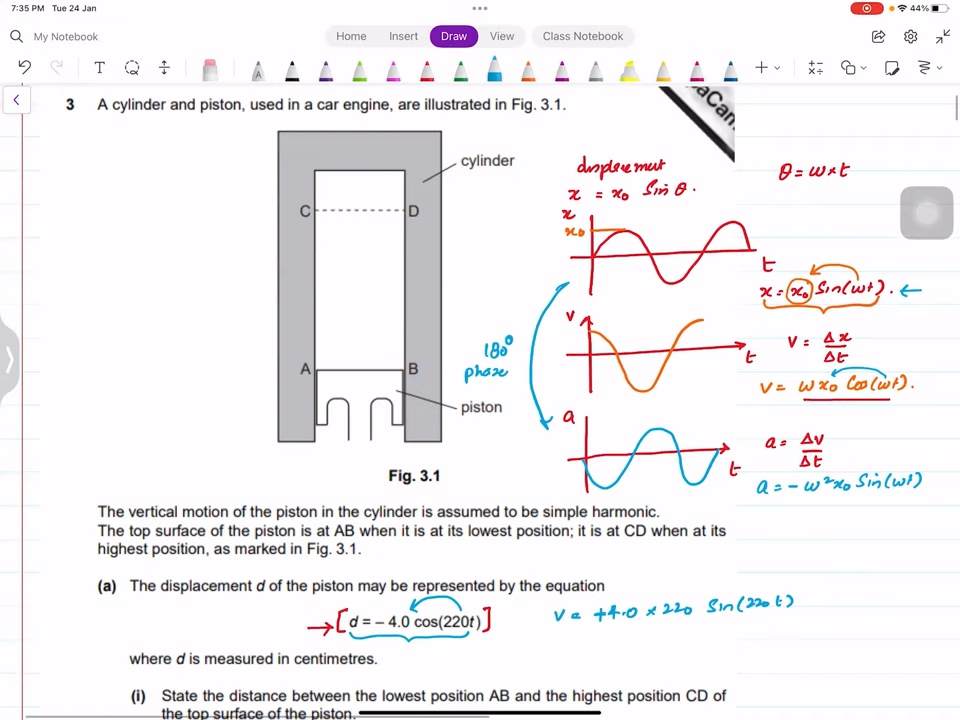 7:35 PM Tue 24 Jan
44%
My Notebook
Home Insert Draw View Class Notebook
3 A cylinder and piston, used in a car engine, are illustrated in Fig. 3.1.
cylinder
C D
A B
piston
Fig. 3.1
displacemut
x = x₀ Sin θ.
θ = ω × t
x
x₀
t
x = x₀ Sin(ωt).
v
t
180°
phase
v = Δx
Δt
v = ωx₀ Cos(ωt).
a
t
a = Δv
Δt
a = - ω²x₀ Sin(ωt)
The vertical motion of the piston in the cylinder is assumed to be simple harmonic.
The top surface of the piston is at AB when it is at its lowest position; it is at CD when at its
highest position, as marked in Fig. 3.1.
(a) The displacement d of the piston may be represented by the equation
[d = – 4.0 cos(220t)]
v = +4.0 × 220 Sin(220t)
where d is measured in centimetres.
(i) State the distance between the lowest position AB and the highest position CD of
the top surface of the piston.